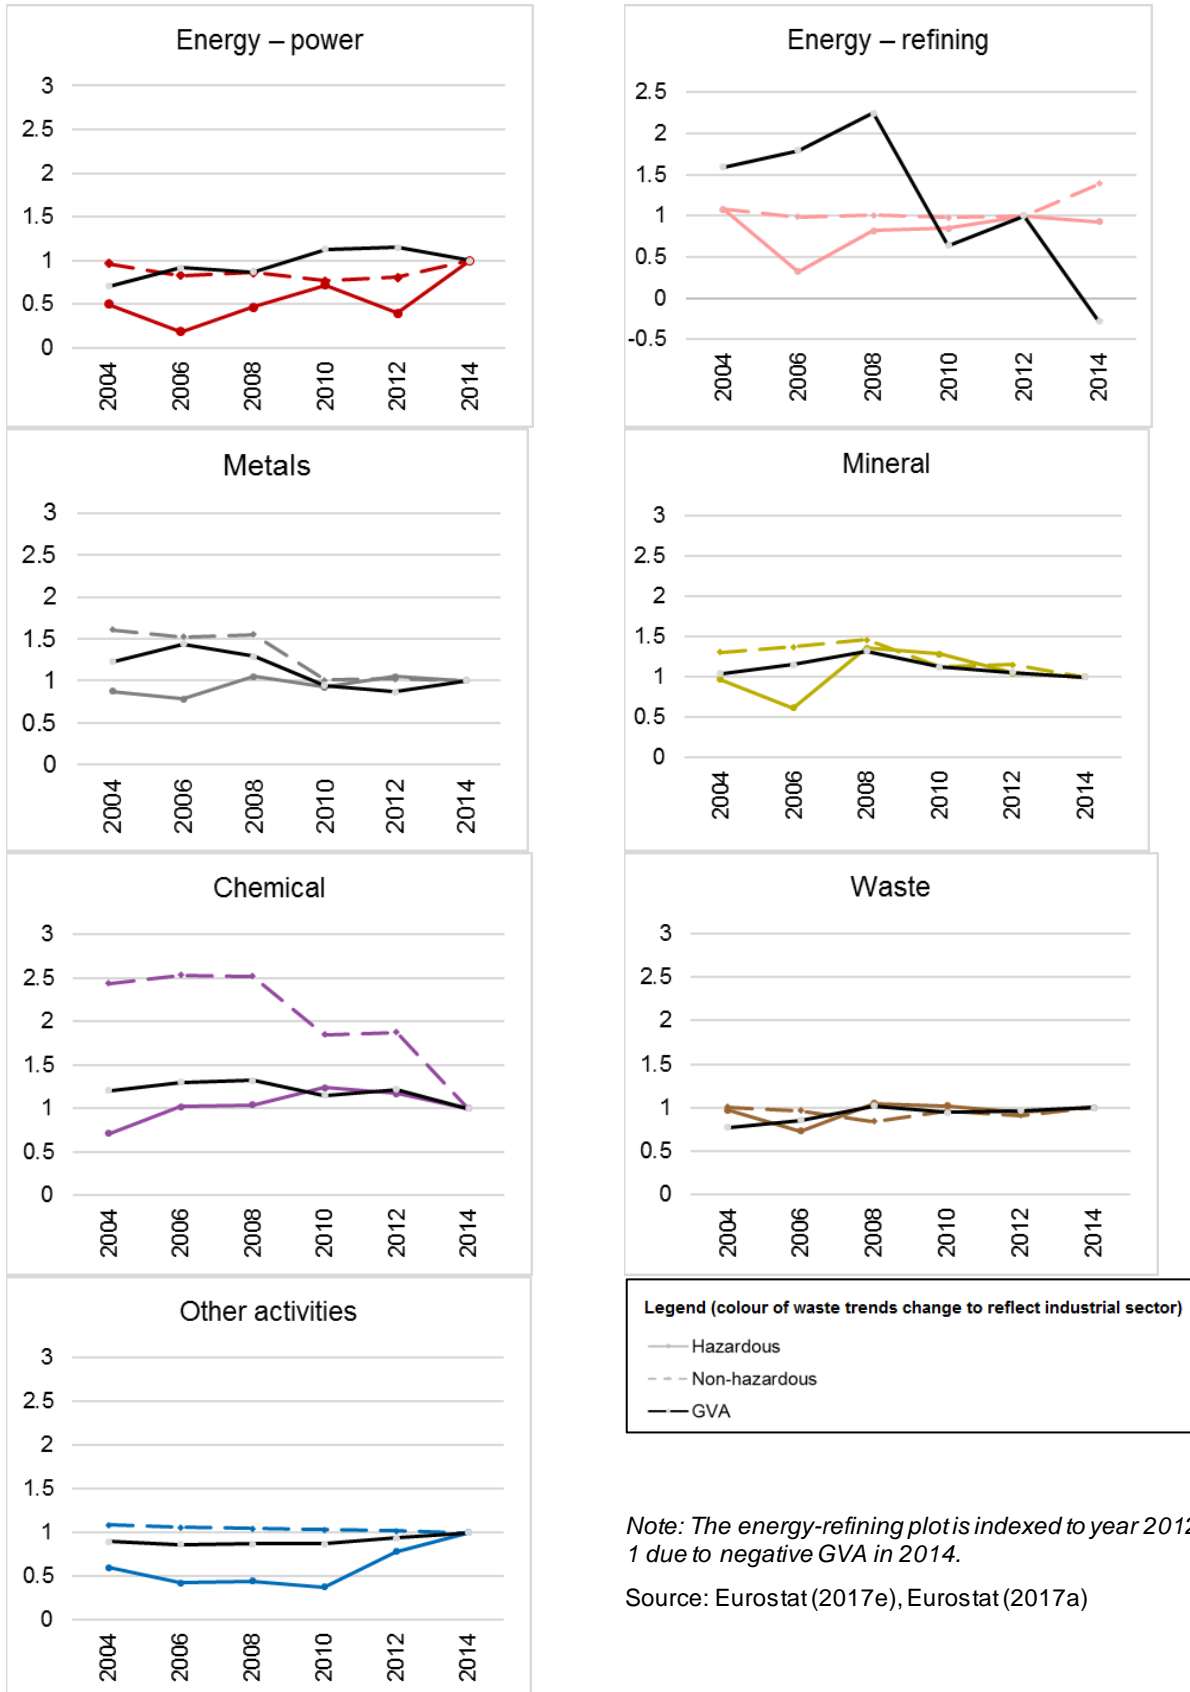 Energy – power
3
2.5
2
1.5
1
0.5
0
2004 2006 2008 2010 2012 2014
Energy – refining
2.5
2
1.5
1
0.5
0
-0.5
2004 2006 2008 2010 2012 2014
Metals
3
2.5
2
1.5
1
0.5
0
2004 2006 2008 2010 2012 2014
Mineral
3
2.5
2
1.5
1
0.5
0
2004 2006 2008 2010 2012 2014
Chemical
3
2.5
2
1.5
1
0.5
0
2004 2006 2008 2010 2012 2014
Waste
3
2.5
2
1.5
1
0.5
0
2004 2006 2008 2010 2012 2014
Other activities
3
2.5
2
1.5
1
0.5
0
2004 2006 2008 2010 2012 2014
Legend (colour of waste trends change to reflect industrial sector)
Hazardous
Non-hazardous
GVA
Note: The energy-refining plot is indexed to year 2012
1 due to negative GVA in 2014.
Source: Eurostat (2017e), Eurostat (2017a)